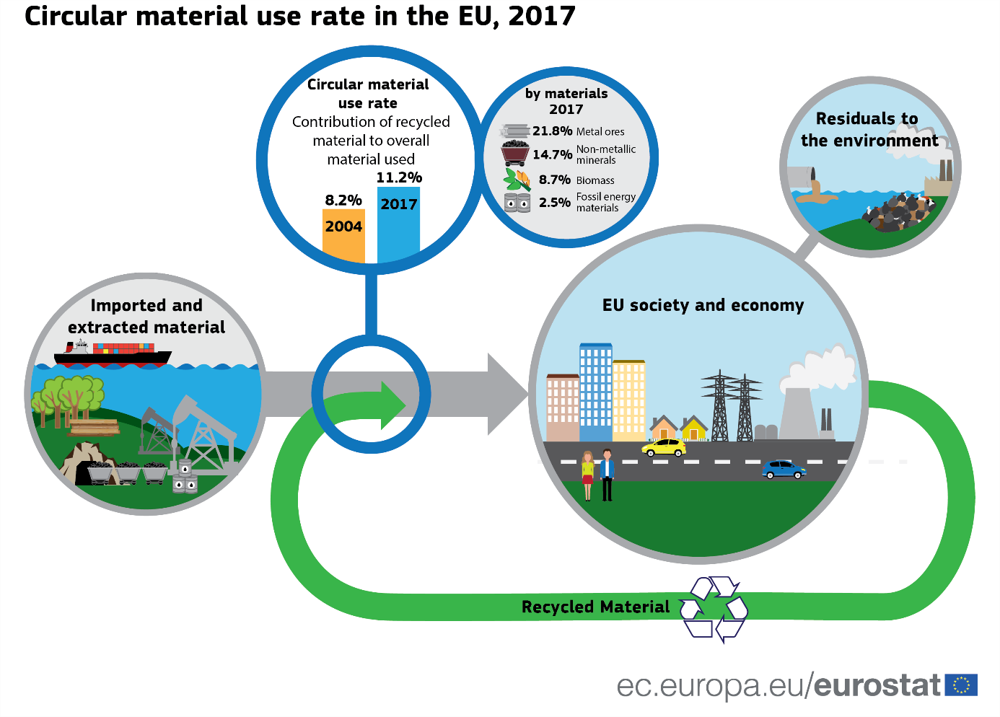 Circular material use rate in the EU, 2017
Circular material
use rate
Contribution of recycled
material to overall
material used
11.2%
8.2%
2017
2004
by materials
2017
21.8% Metal ores
14.7% Non-metallic
minerals
8.7% Biomass
2.5% Fossil energy
materials
Residuals to
the environment
Imported and
extracted material
EU society and economy
Recycled Material
ec.europa.eu/eurostat